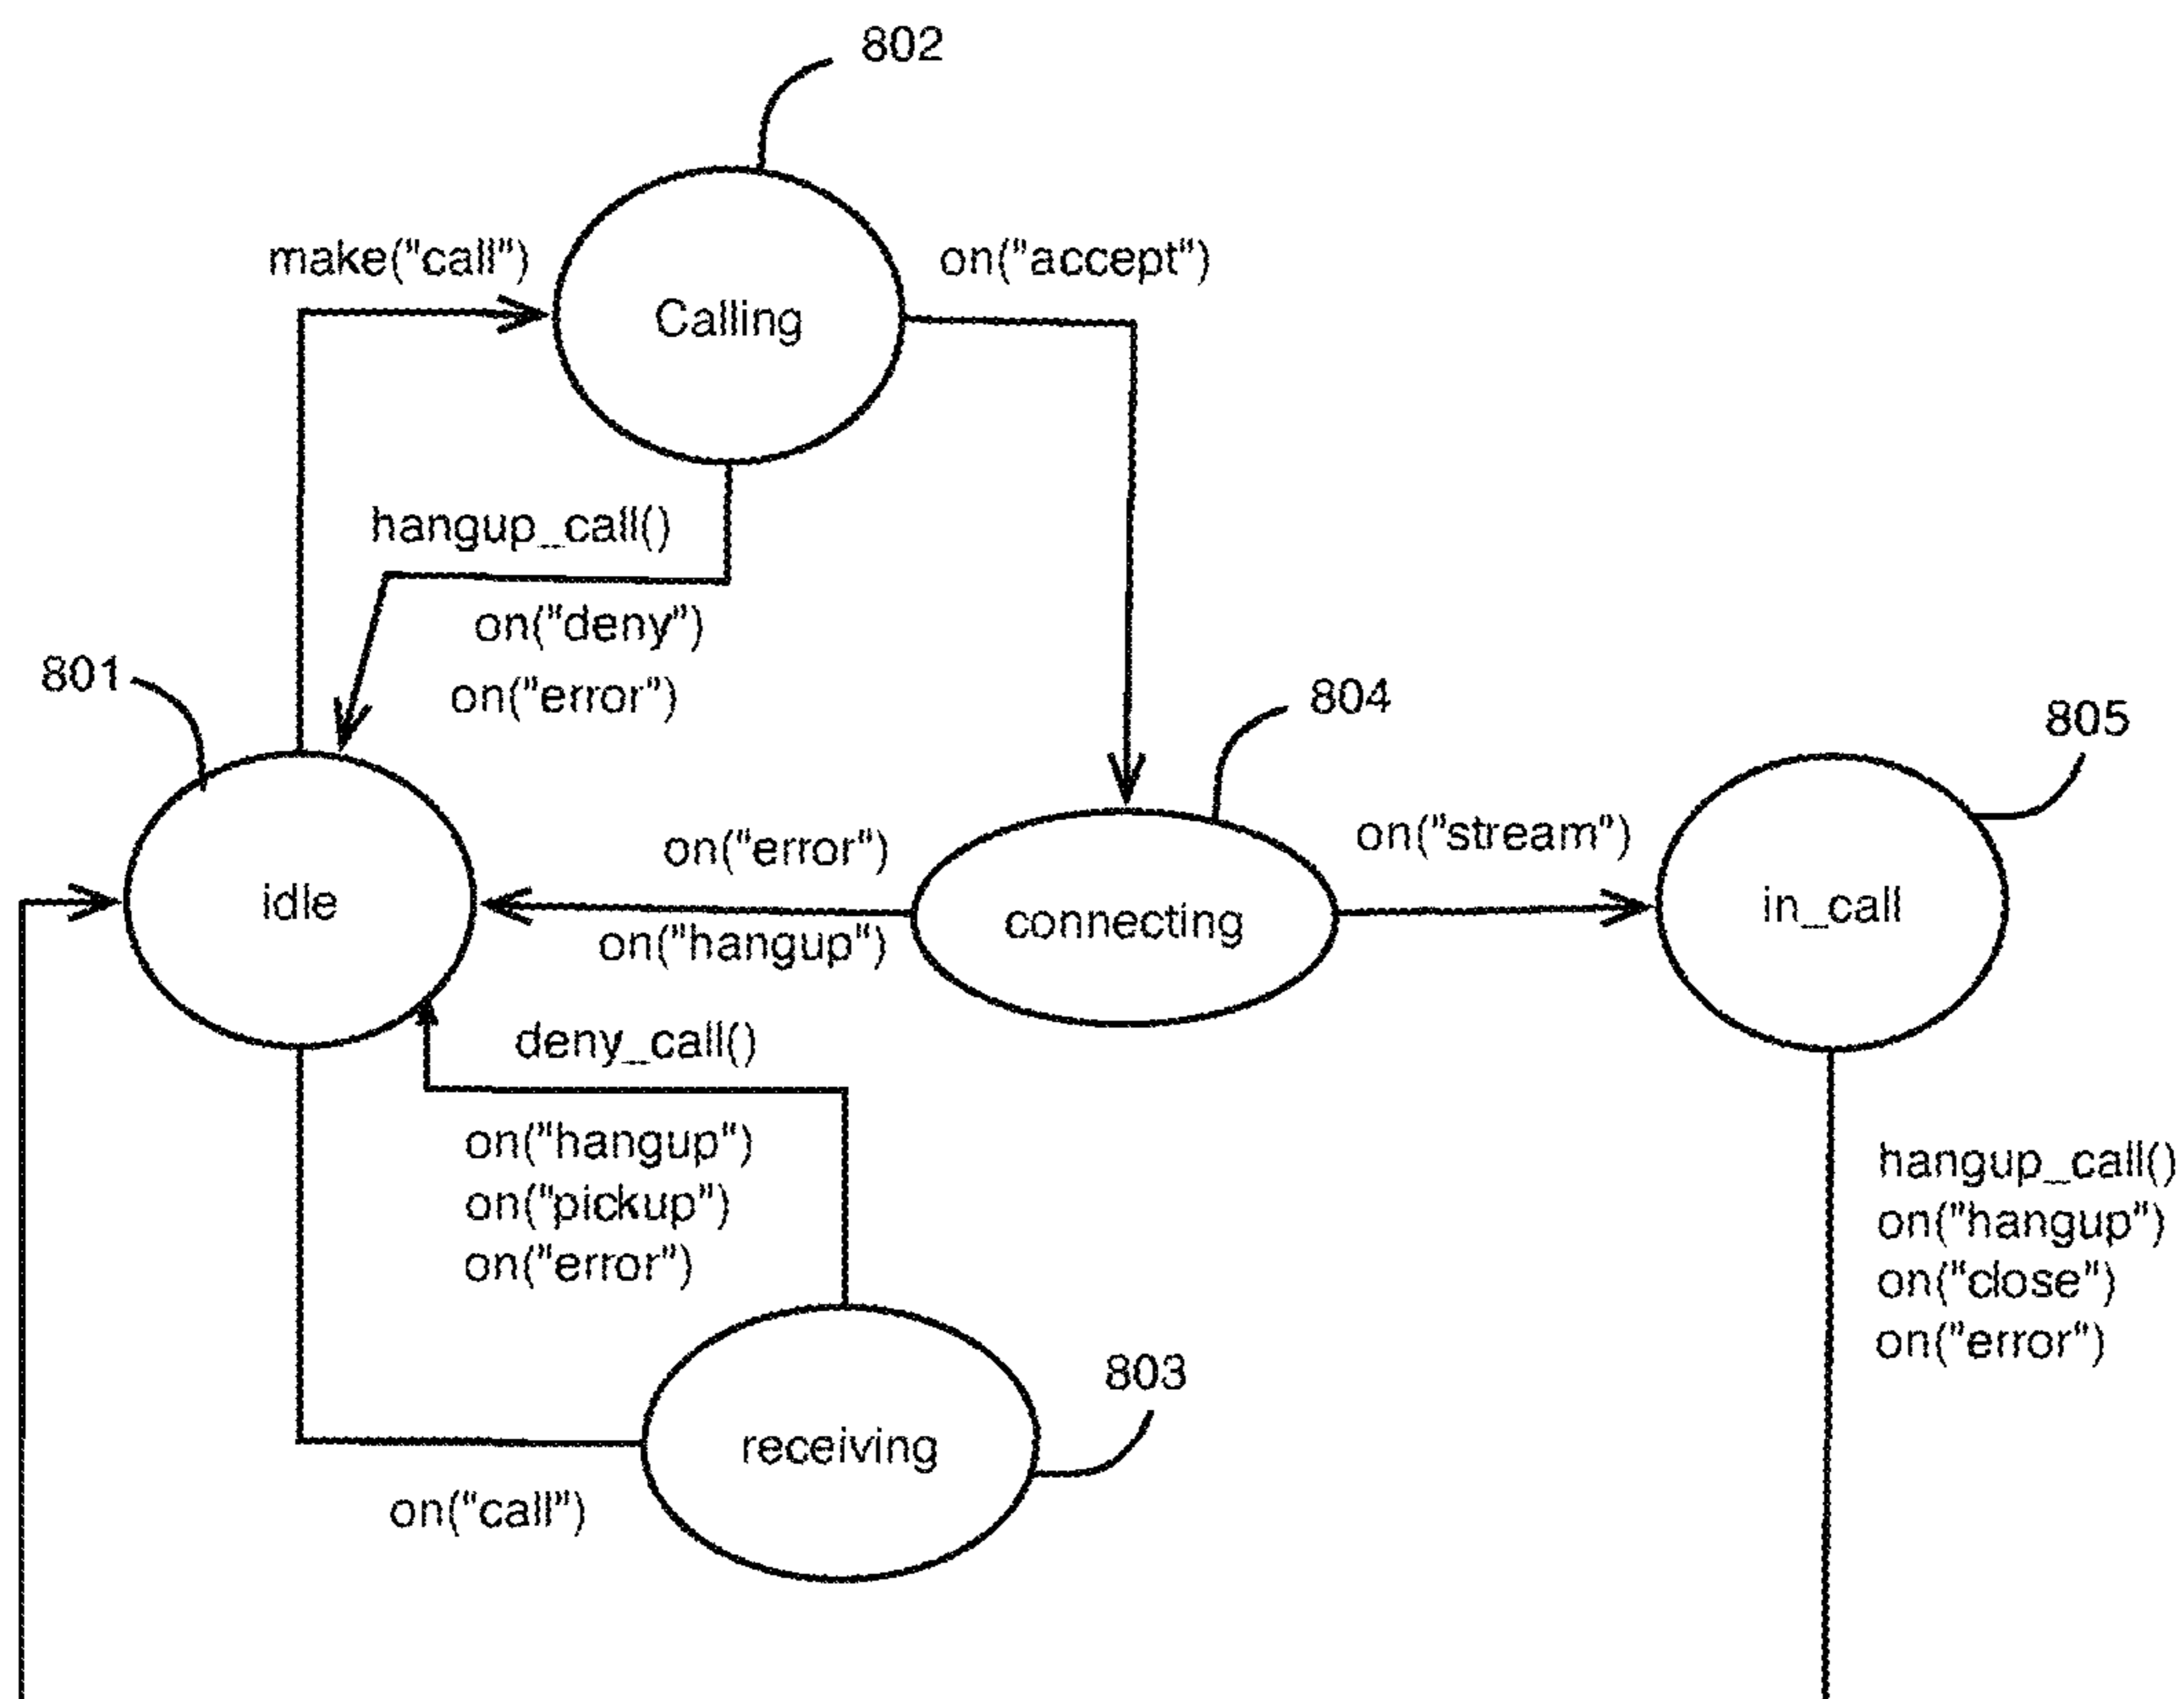 802
make("call")
on("accept")
Calling
hangup_call()
on("deny")
on("error")
801
804
805
on("error")
on("stream")
idle
connecting
in_call
on("hangup")
deny_call()
on("hangup")
on("pickup")
on("error")
hangup_call()
on("hangup")
on("close")
on("error")
803
receiving
on("call")